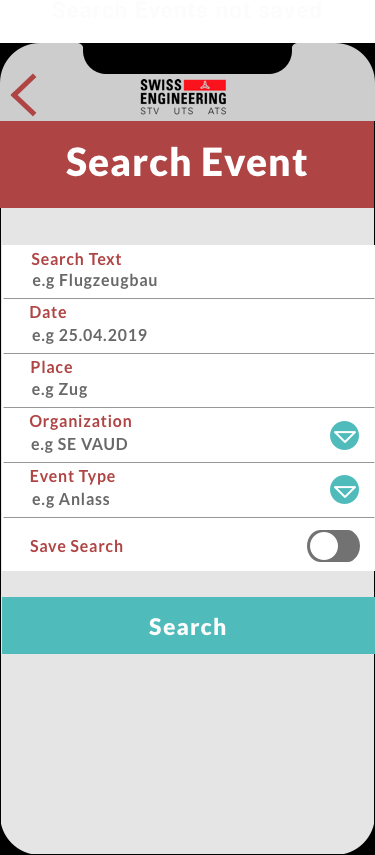 Search Events not saved
SWISS
ENGINEERING
STV UTS ATS
Search Event
Search Text
e.g Flugzeugbau
Date
e.g 25.04.2019
Place
e.g Zug
Organization
e.g SE VAUD
Event Type
e.g Anlass
Save Search
Search